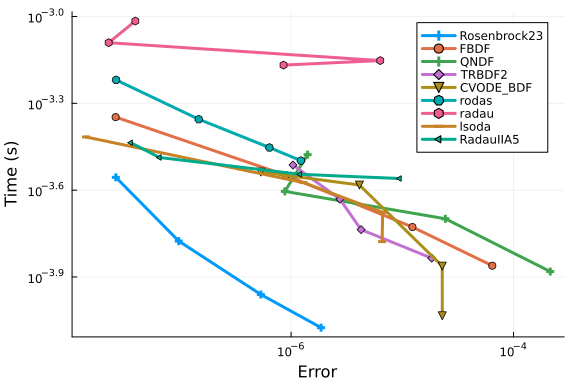 10⁻³·⁰
10⁻³·³
10⁻³·⁶
10⁻³·⁹
Time (s)
10⁻⁶
10⁻⁴
Error
Rosenbrock23
FBDF
QNDF
TRBDF2
CVODE_BDF
rodas
radau
lsoda
RadauIIA5